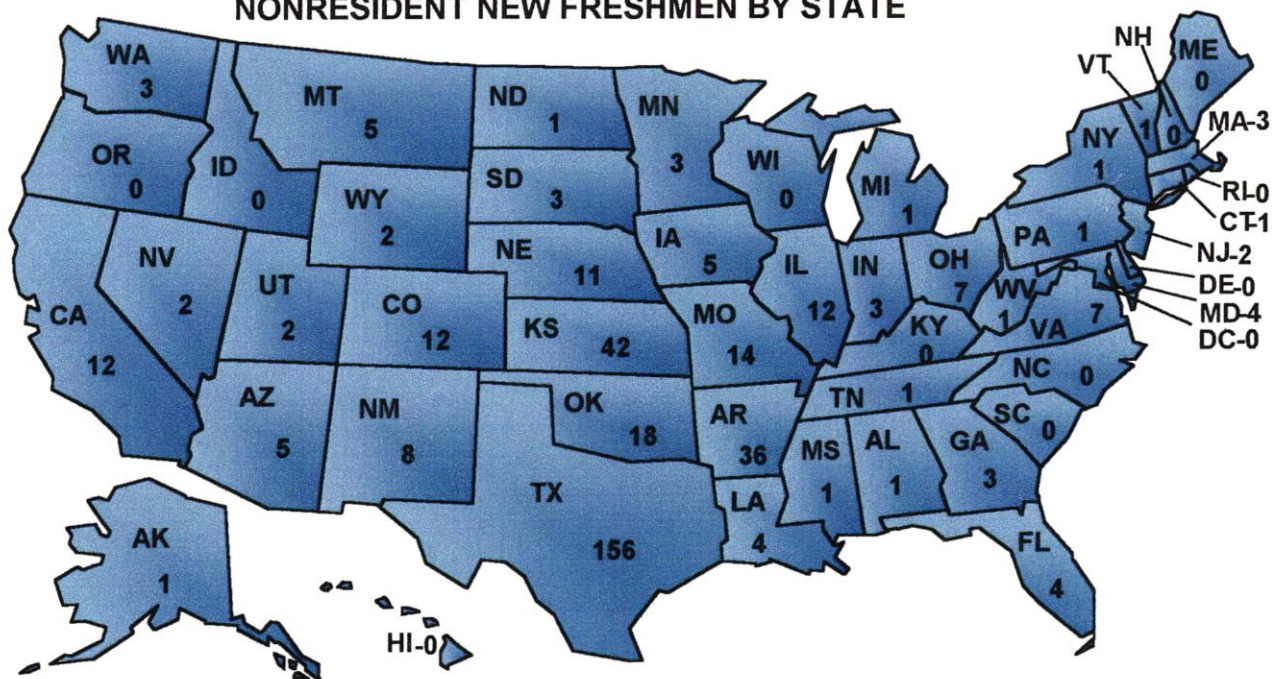 NONRESIDENT NEW FRESHMEN BY STATE
WA
3
MT
5
ND
1
MN
3
NH
VT
ME
0
OR
0
ID
0
WY
2
SD
3
WI
0
MI
1
NY
1
1
0
MA-3
RI-0
CT-1
NJ-2
DE-0
MD-4
DC-0
NV
2
UT
2
CO
12
NE
11
IA
5
IL
12
IN
3
OH
7
PA
1
WV
1
VA
7
CA
12
KS
42
MO
14
KY
0
AZ
5
NM
8
OK
18
AR
36
TN
1
NC
0
SC
0
TX
156
LA
4
MS
1
AL
1
GA
3
FL
4
AK
1
HI-0